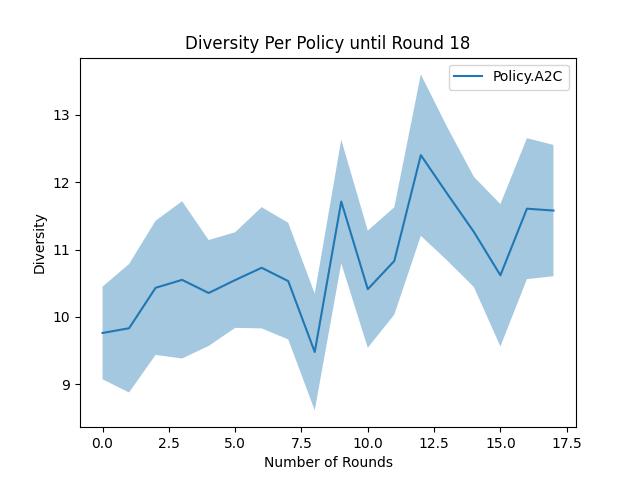 Diversity Per Policy until Round 18
Policy.A2C
13
12
11
10
9
Diversity
0.0 2.5 5.0 7.5 10.0 12.5 15.0 17.5
Number of Rounds